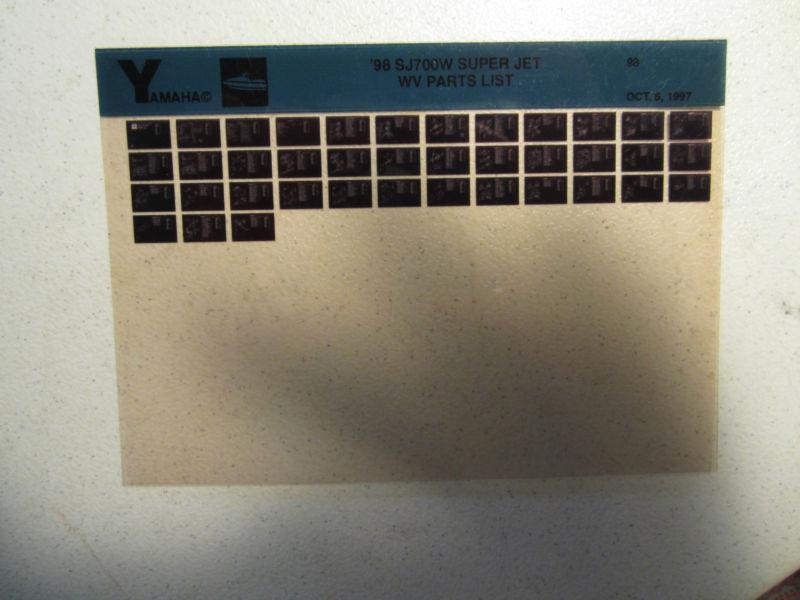 YAMAHA©
'98 SJ700W SUPER JET
WV PARTS LIST
98
OCT. 6, 1997